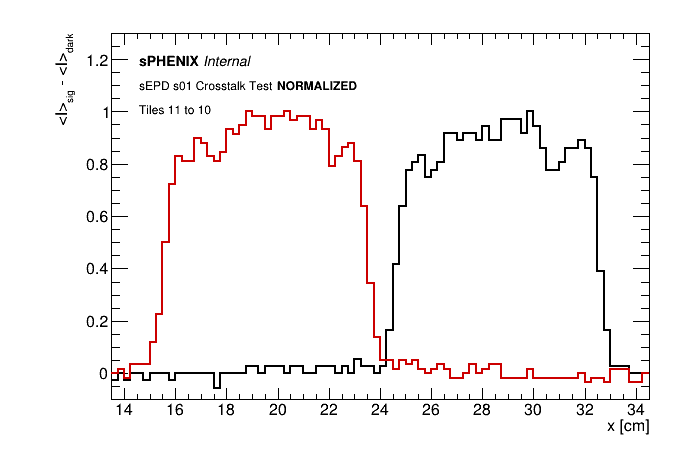 <I>sig - <I>dark
sPHENIX Internal
sEPD s01 Crosstalk Test NORMALIZED
Tiles 11 to 10
1.2
1
0.8
0.6
0.4
0.2
0
14 16 18 20 22 24 26 28 30 32 34
x [cm]